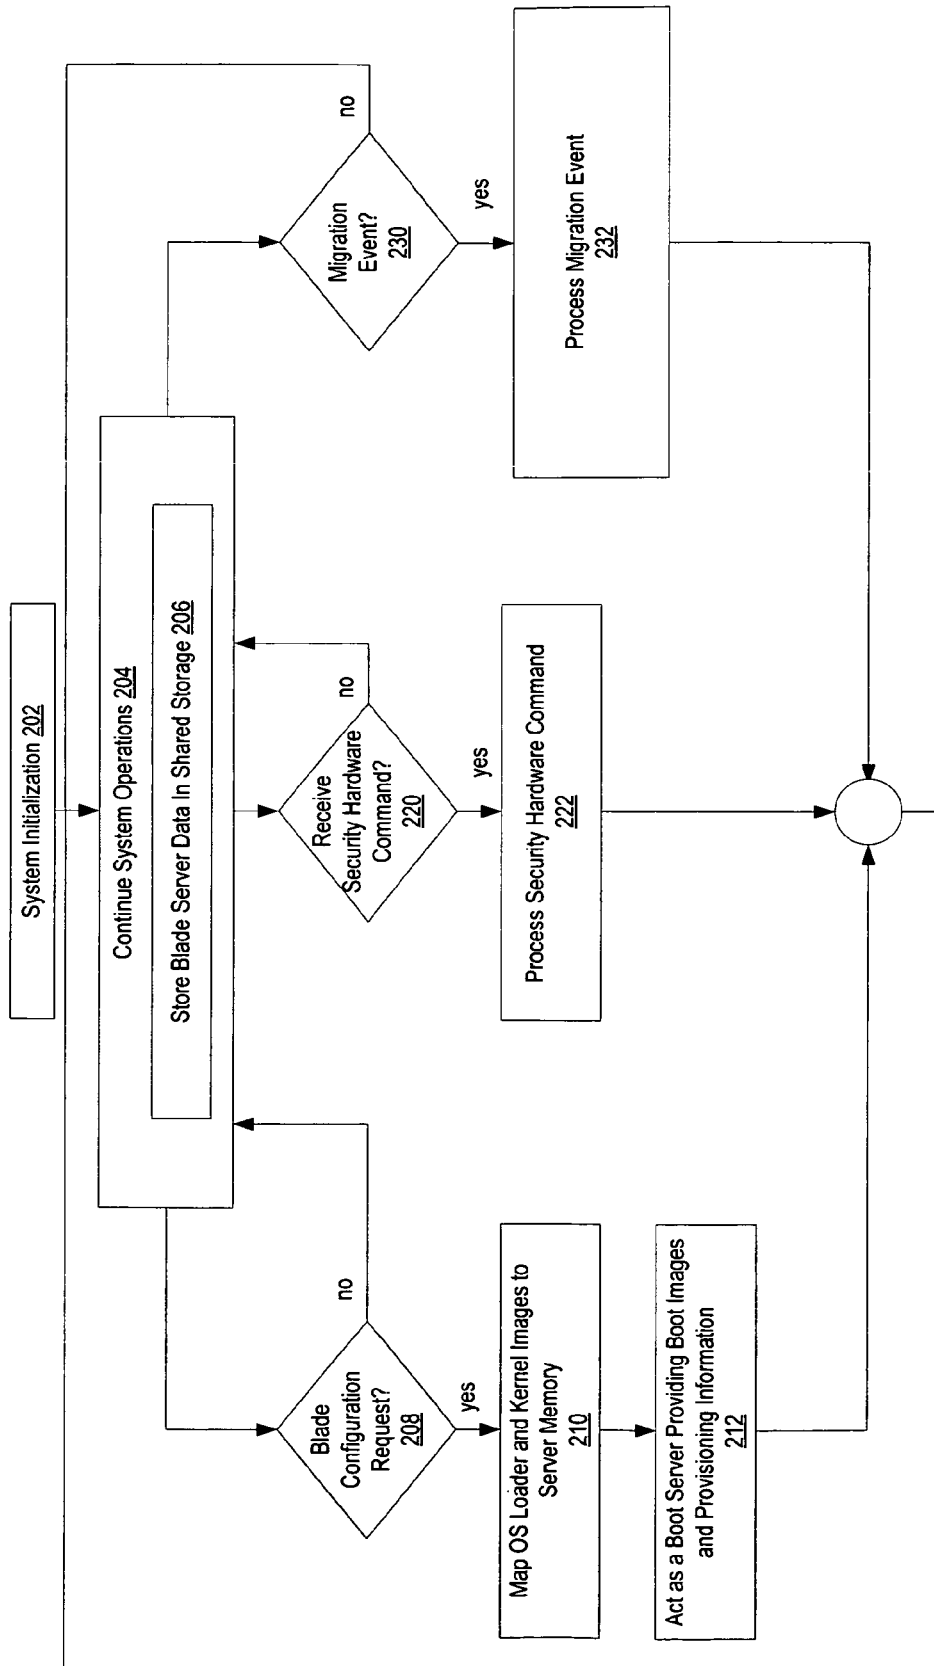 System Initialization 202
Continue System Operations 204
Store Blade Server Data In Shared Storage 206
Blade
Configuration
Request?
208
no
yes
Map OS Loader and Kernel Images to
Server Memory
210
Act as a Boot Server Providing Boot Images
and Provisioning Information
212
Receive
Security Hardware
Command?
220
no
yes
Process Security Hardware Command
222
Migration
Event?
230
no
yes
Process Migration Event
232